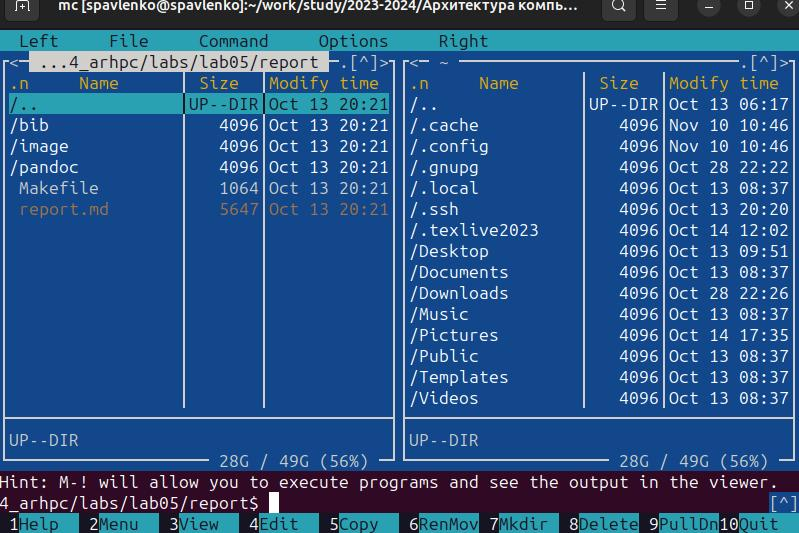 mc [spavlenko@spavlenko]:~/work/study/2023-2024/Архитектура компь...
Left File Command Options Right
<─ ...4_arhpc/labs/lab05/report ─.[^]>
.n Name Size Modify time
/.. UP--DIR Oct 13 20:21
/bib 4096 Oct 13 20:21
/image 4096 Oct 13 20:21
/pandoc 4096 Oct 13 20:21
Makefile 1064 Oct 13 20:21
report.md 5647 Oct 13 20:21
UP--DIR
28G / 49G (56%)
<─ ~ ─.[^]>
.n Name Size Modify time
/.. UP--DIR Oct 13 06:17
/.cache 4096 Nov 10 10:46
/.config 4096 Nov 10 10:46
/.gnupg 4096 Oct 28 22:22
/.local 4096 Oct 13 08:37
/.ssh 4096 Oct 13 20:20
/.texlive2023 4096 Oct 14 12:02
/Desktop 4096 Oct 13 09:51
/Documents 4096 Oct 13 08:37
/Downloads 4096 Oct 28 22:26
/Music 4096 Oct 13 08:37
/Pictures 4096 Oct 14 17:35
/Public 4096 Oct 13 08:37
/Templates 4096 Oct 13 08:37
/Videos 4096 Oct 13 08:37
UP--DIR
28G / 49G (56%)
Hint: M-! will allow you to execute programs and see the output in the viewer.
4_arhpc/labs/lab05/report$ [^]
1Help 2Menu 3View 4Edit 5Copy 6RenMov 7Mkdir 8Delete 9PullDn 10Quit